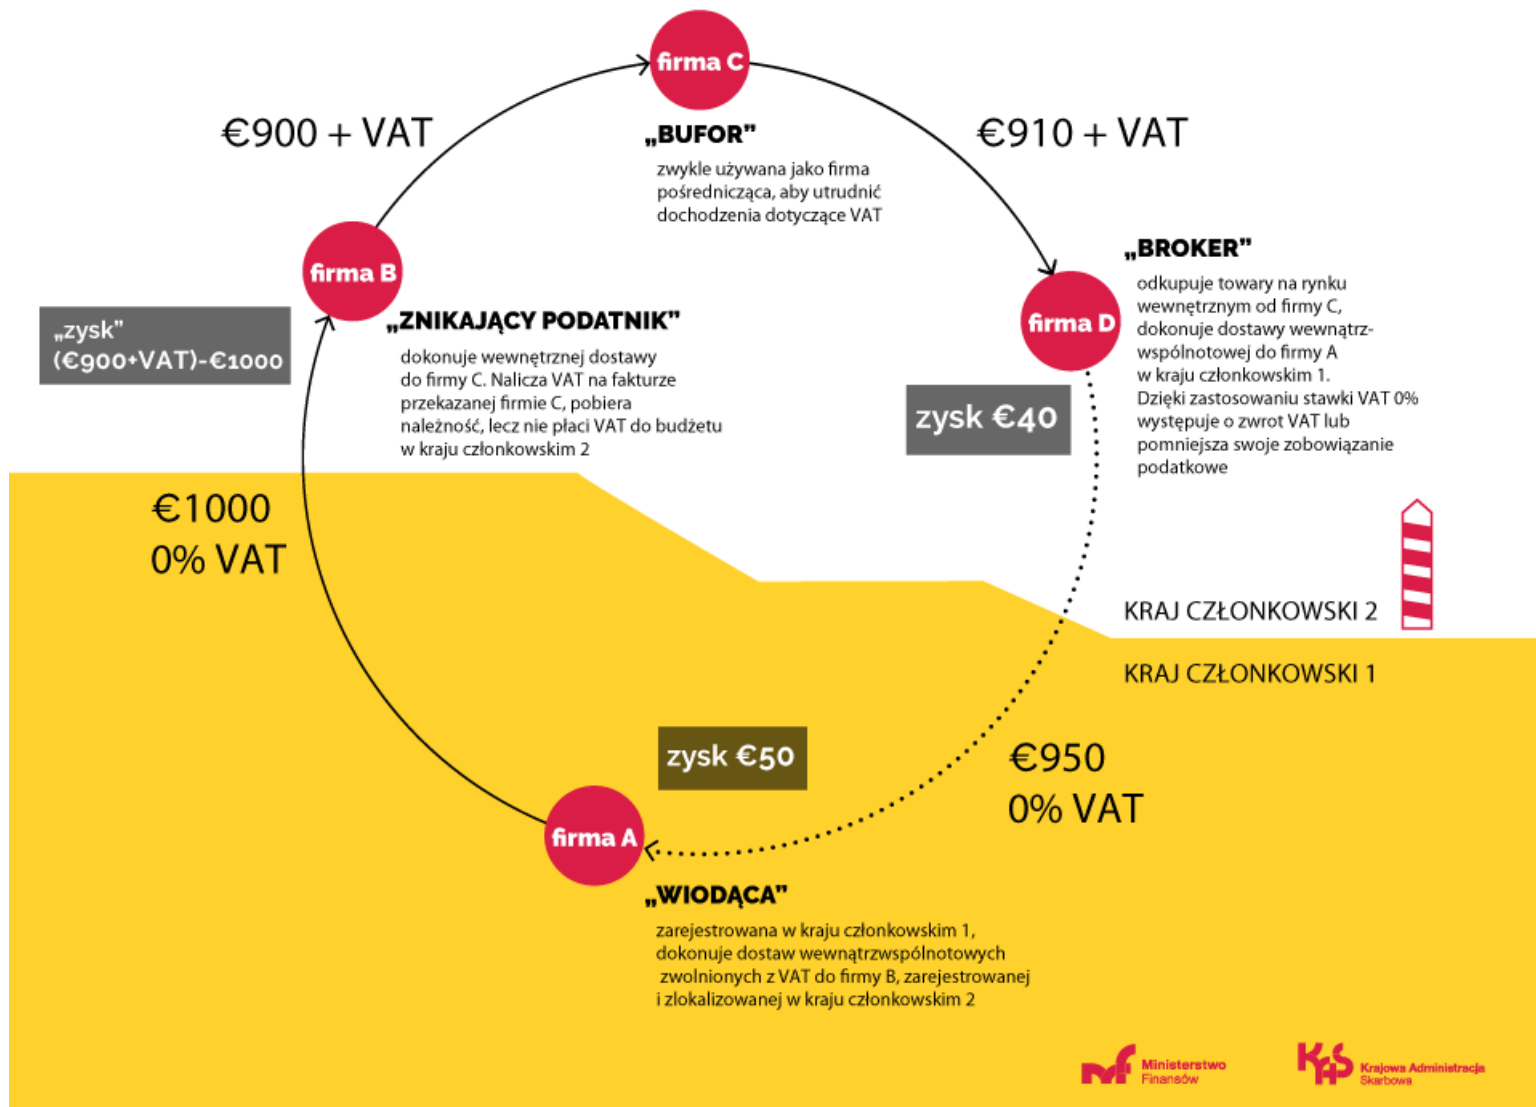 firma C
„BUFOR”
zwykle używana jako firma
pośrednicząca, aby utrudnić
dochodzenia dotyczące VAT
€900 + VAT
€910 + VAT
firma B
„ZNIKAJĄCY PODATNIK”
dokonuje wewnętrznej dostawy
do firmy C. Nalicza VAT na fakturze
przekazanej firmie C, pobiera
należność, lecz nie płaci VAT do budżetu
w kraju członkowskim 2
„zysk”
(€900+VAT)-€1000
„BROKER”
odkupuje towary na rynku
wewnętrznym od firmy C,
dokonuje dostawy wewnątrz-
wspólnotowej do firmy A
w kraju członkowskim 1.
Dzięki zastosowaniu stawki VAT 0%
występuje o zwrot VAT lub
pomniejsza swoje zobowiązanie
podatkowe
firma D
zysk €40
€1000
0% VAT
KRAJ CZŁONKOWSKI 2
KRAJ CZŁONKOWSKI 1
zysk €50
€950
0% VAT
firma A
„WIODĄCA”
zarejestrowana w kraju członkowskim 1,
dokonuje dostaw wewnątrzwspólnotowych
zwolnionych z VAT do firmy B, zarejestrowanej
i zlokalizowanej w kraju członkowskim 2
mf
Ministerstwo
Finansów
KAS
Krajowa Administracja
Skarbowa